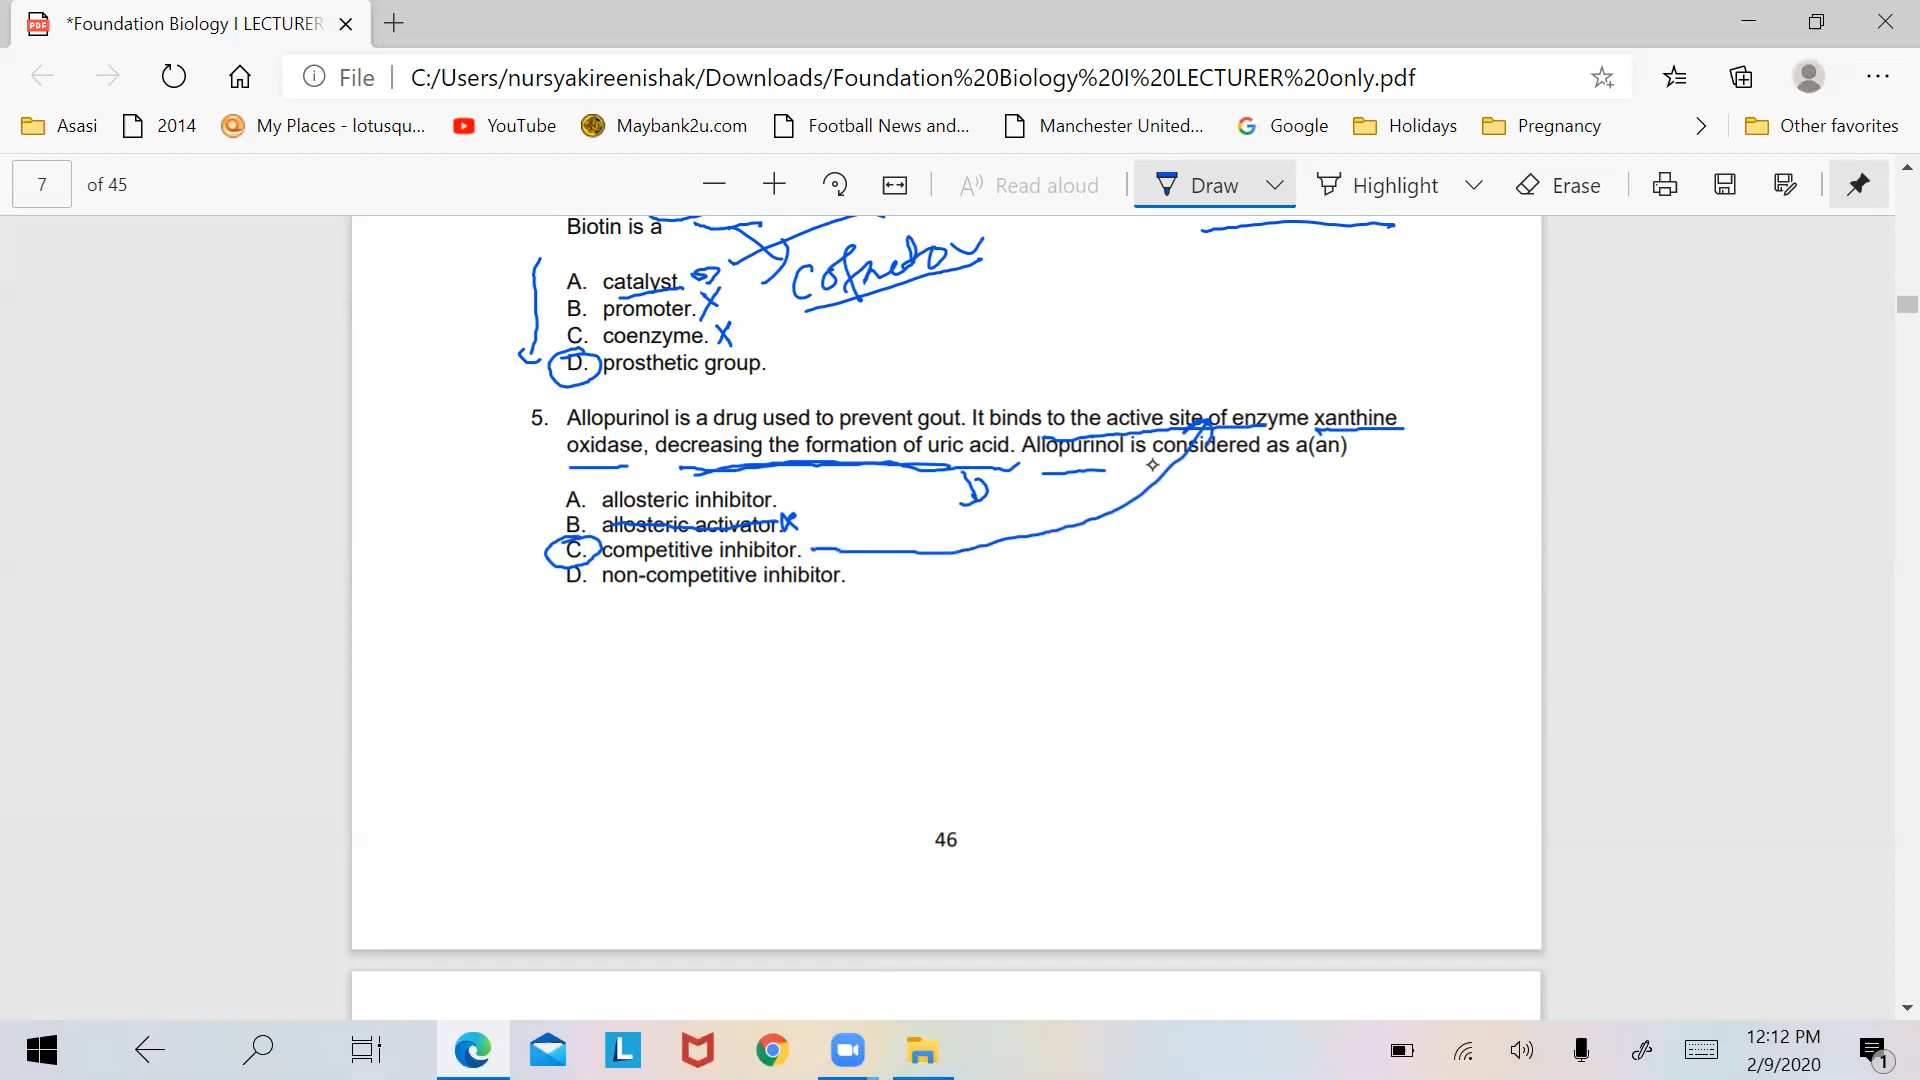 *Foundation Biology I LECTURER
File
C:/Users/nursyakireenishak/Downloads/Foundation%20Biology%20I%20LECTURER%20only.pdf
Asasi
2014
My Places - lotusqu...
YouTube
Maybank2u.com
Football News and...
Manchester United...
Google
Holidays
Pregnancy
Other favorites
7
of 45
Read aloud
Draw
Highlight
Erase
Biotin is a
A. catalyst
B. promoter. X
C. coenzyme. X
D. prosthetic group.
5. Allopurinol is a drug used to prevent gout. It binds to the active site of enzyme xanthine
oxidase, decreasing the formation of uric acid. Allopurinol is considered as a(an)
D
A. allosteric inhibitor.
B. allosteric activator. X
C. competitive inhibitor.
D. non-competitive inhibitor.
46
12:12 PM
2/9/2020
1